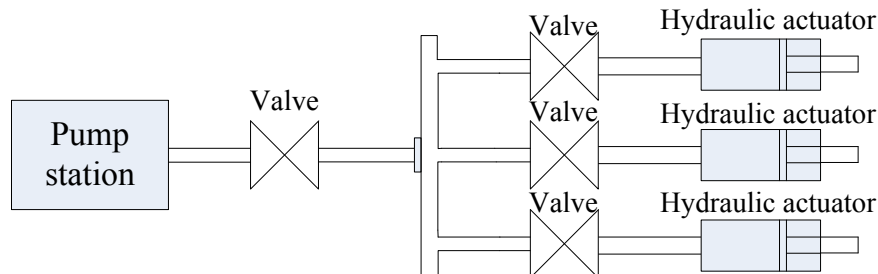 Hydraulic actuator
Valve
Valve
Pump
station
Hydraulic actuator
Valve
Hydraulic actuator
Valve